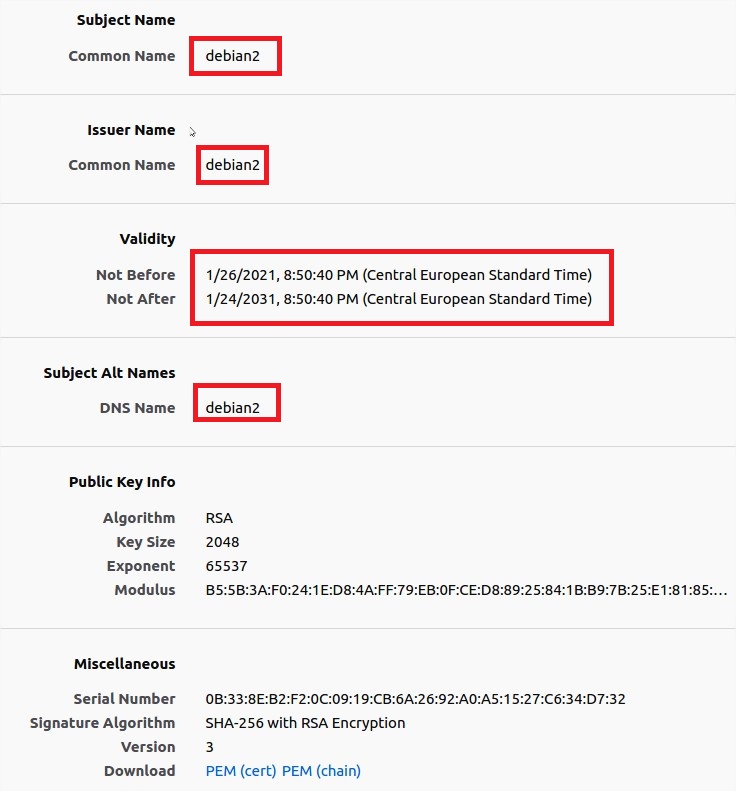 Subject Name
Common Name debian2
Issuer Name
Common Name debian2
Validity
Not Before 1/26/2021, 8:50:40 PM (Central European Standard Time)
Not After 1/24/2031, 8:50:40 PM (Central European Standard Time)
Subject Alt Names
DNS Name debian2
Public Key Info
Algorithm RSA
Key Size 2048
Exponent 65537
Modulus B5:5B:3A:F0:24:1E:D8:4A:FF:79:EB:0F:CE:D8:89:25:84:1B:B9:7B:25:E1:81:85:…
Miscellaneous
Serial Number 0B:33:8E:B2:F2:0C:09:19:CB:6A:26:92:A0:A5:15:27:C6:34:D7:32
Signature Algorithm SHA-256 with RSA Encryption
Version 3
Download PEM (cert) PEM (chain)